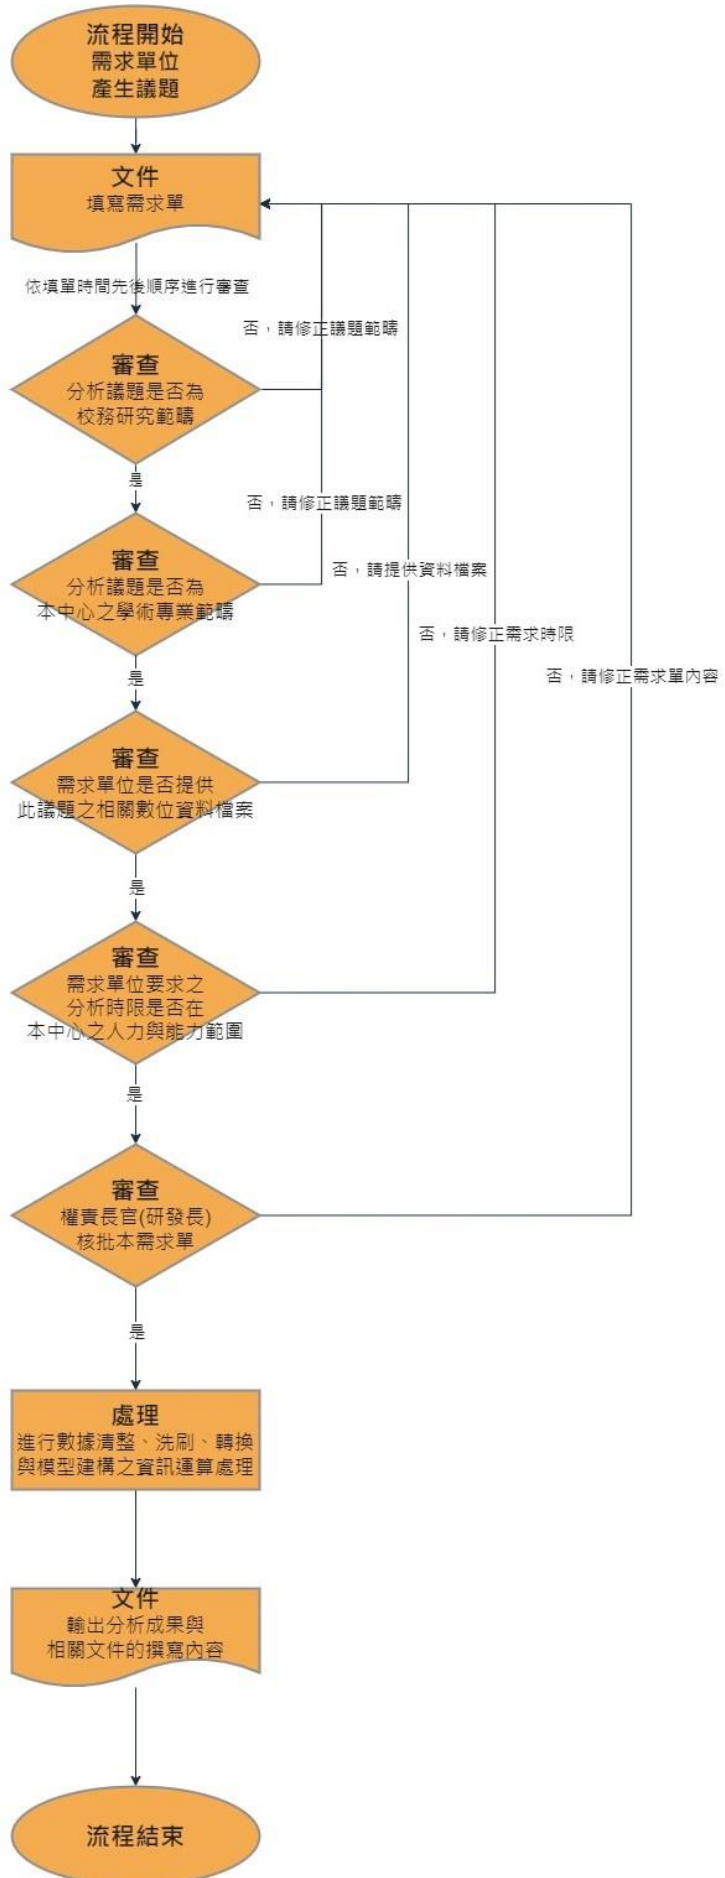 流程開始
需求單位
產生議題
文件
填寫需求單
依填單時間先後順序進行審查
否，請修正議題範疇
審查
分析議題是否為
校務研究範疇
是
否，請修正議題範疇
審查
分析議題是否為
本中心之學術專業範疇
否，請提供資料檔案
否，請修正需求時限
否，請修正需求單內容
是
審查
需求單位是否提供
此議題之相關數位資料檔案
是
審查
需求單位要求之
分析時限是否在
本中心之人力與能力範圍
是
審查
權責長官(研發長)
核批本需求單
是
處理
進行數據清整、洗刷、轉換
與模型建構之資訊運算處理
文件
輸出分析成果與
相關文件的撰寫內容
流程結束